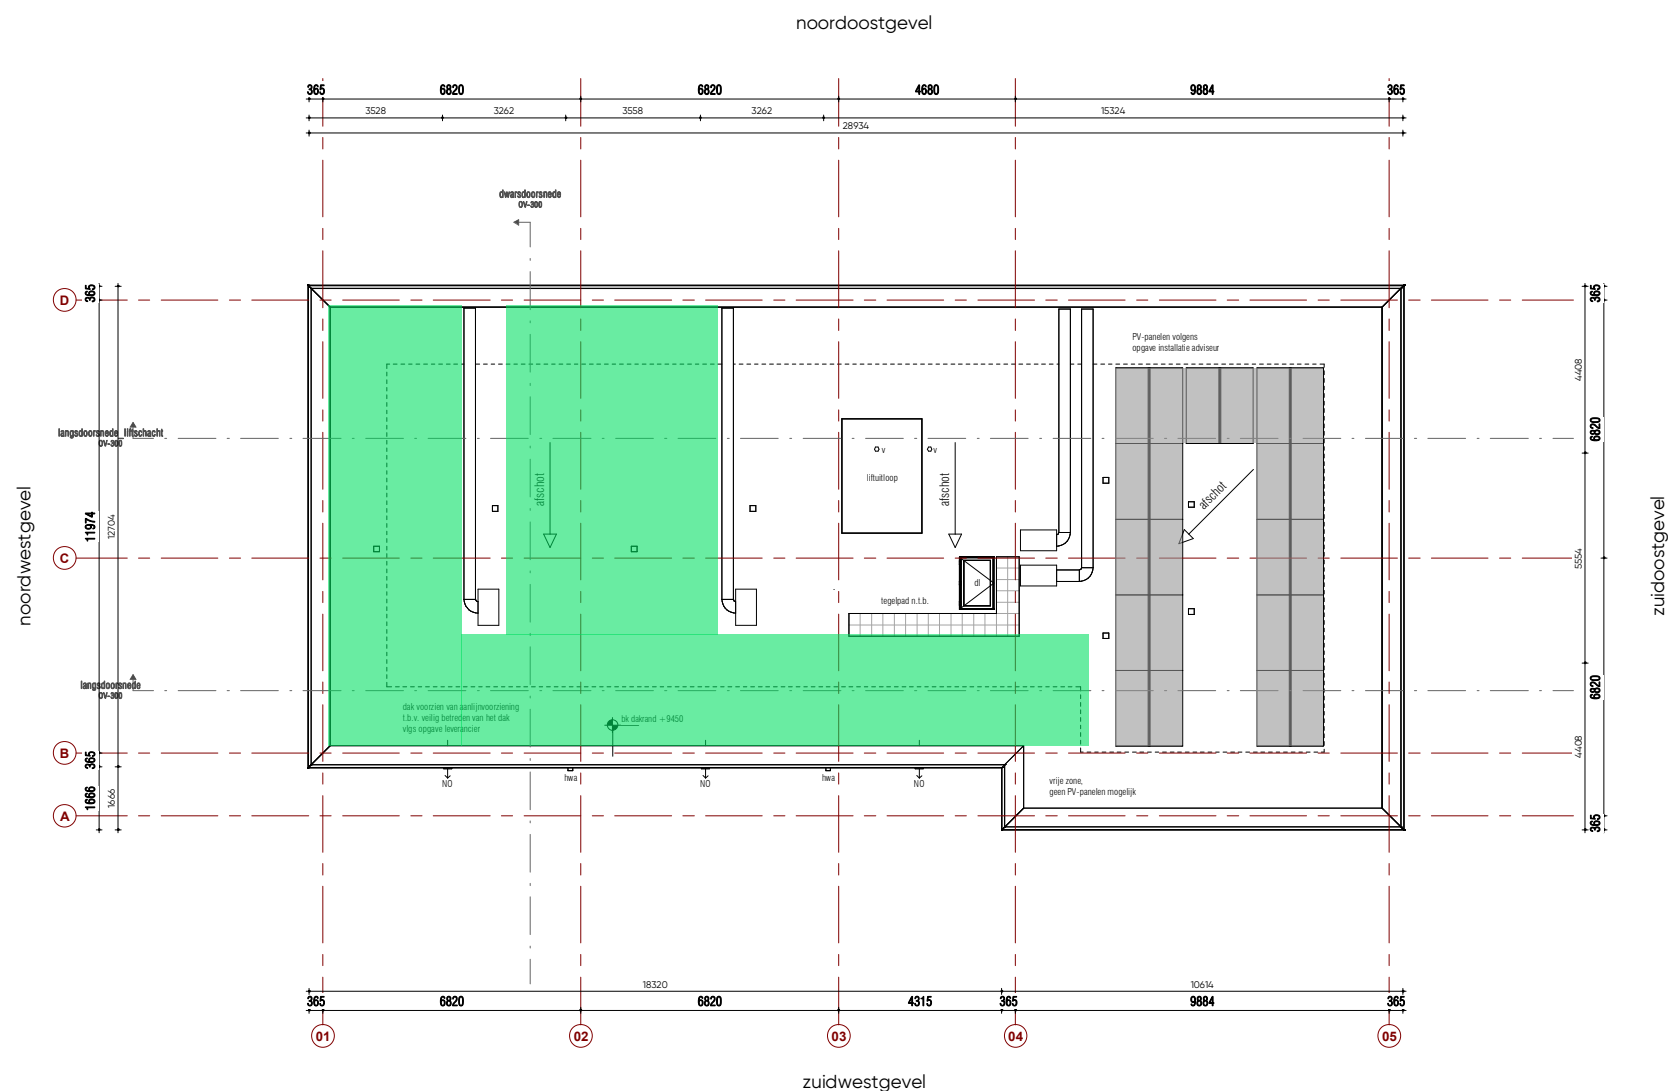 noordoostgevel
365 6820 6820 4680 9884 365
3528 3262 3558 3262 15324
28934
dwarsdoorsnede
OV-300
D
365
365
PV-panelen volgens
opgave installatie adviseur
4408
langsdoorsnede_liftschacht
OV-300
6820
v
v
liftuitloop
afschot
afschot
afschot
noordwestgevel
11974
12704
zuidoostgevel
C
5554
dl
tegelpad n.t.b.
langsdoorsnede
OV-300
6820
dak voorzien van aanlijnvoorziening
t.b.v. veilig betreden van het dak
vlgs opgave leverancier
bk dakrand +9450
4408
B
365
NO
hwa
NO
hwa
NO
vrije zone,
geen PV-panelen mogelijk
1666
1666
A
365
18320 10614
365 6820 6820 4315 365 9884 365
01 02 03 04 05
zuidwestgevel